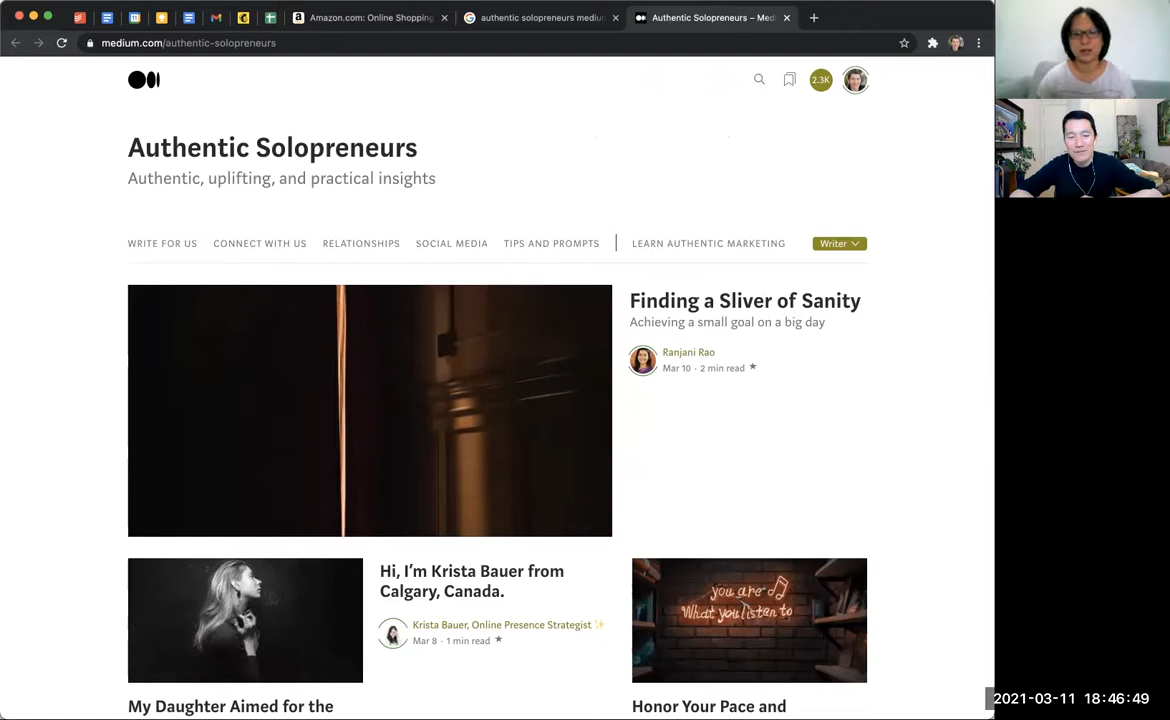 Amazon.com: Online Shopping
authentic solopreneurs medium
Authentic Solopreneurs – Med
medium.com/authentic-solopreneurs
2.3K
Authentic Solopreneurs
Authentic, uplifting, and practical insights
WRITE FOR US
CONNECT WITH US
RELATIONSHIPS
SOCIAL MEDIA
TIPS AND PROMPTS
LEARN AUTHENTIC MARKETING
Writer
Finding a Sliver of Sanity
Achieving a small goal on a big day
Ranjani Rao
Mar 10 · 2 min read ★
Hi, I'm Krista Bauer from
Calgary, Canada.
Krista Bauer, Online Presence Strategist ✨
Mar 8 · 1 min read ★
you are
What you listen to
My Daughter Aimed for the
Honor Your Pace and
2021-03-11 18:46:49